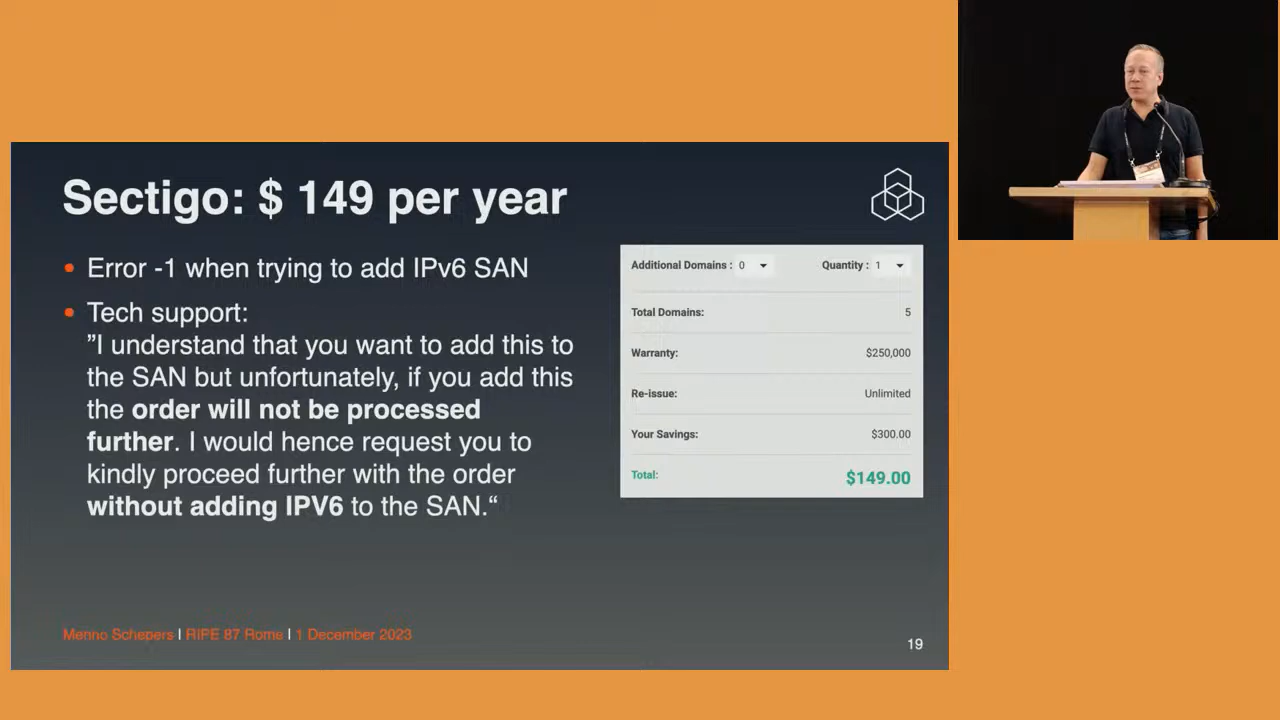 Sectigo: $ 149 per year
• Error -1 when trying to add IPv6 SAN
• Tech support:
”I understand that you want to add this to
the SAN but unfortunately, if you add this
the order will not be processed
further. I would hence request you to
kindly proceed further with the order
without adding IPV6 to the SAN.“
Additional Domains : 0 Quantity : 1
Total Domains: 5
Warranty: $250,000
Re-issue: Unlimited
Your Savings: $300.00
Total: $149.00
Menno Schepers | RIPE 87 Rome | 1 December 2023
19